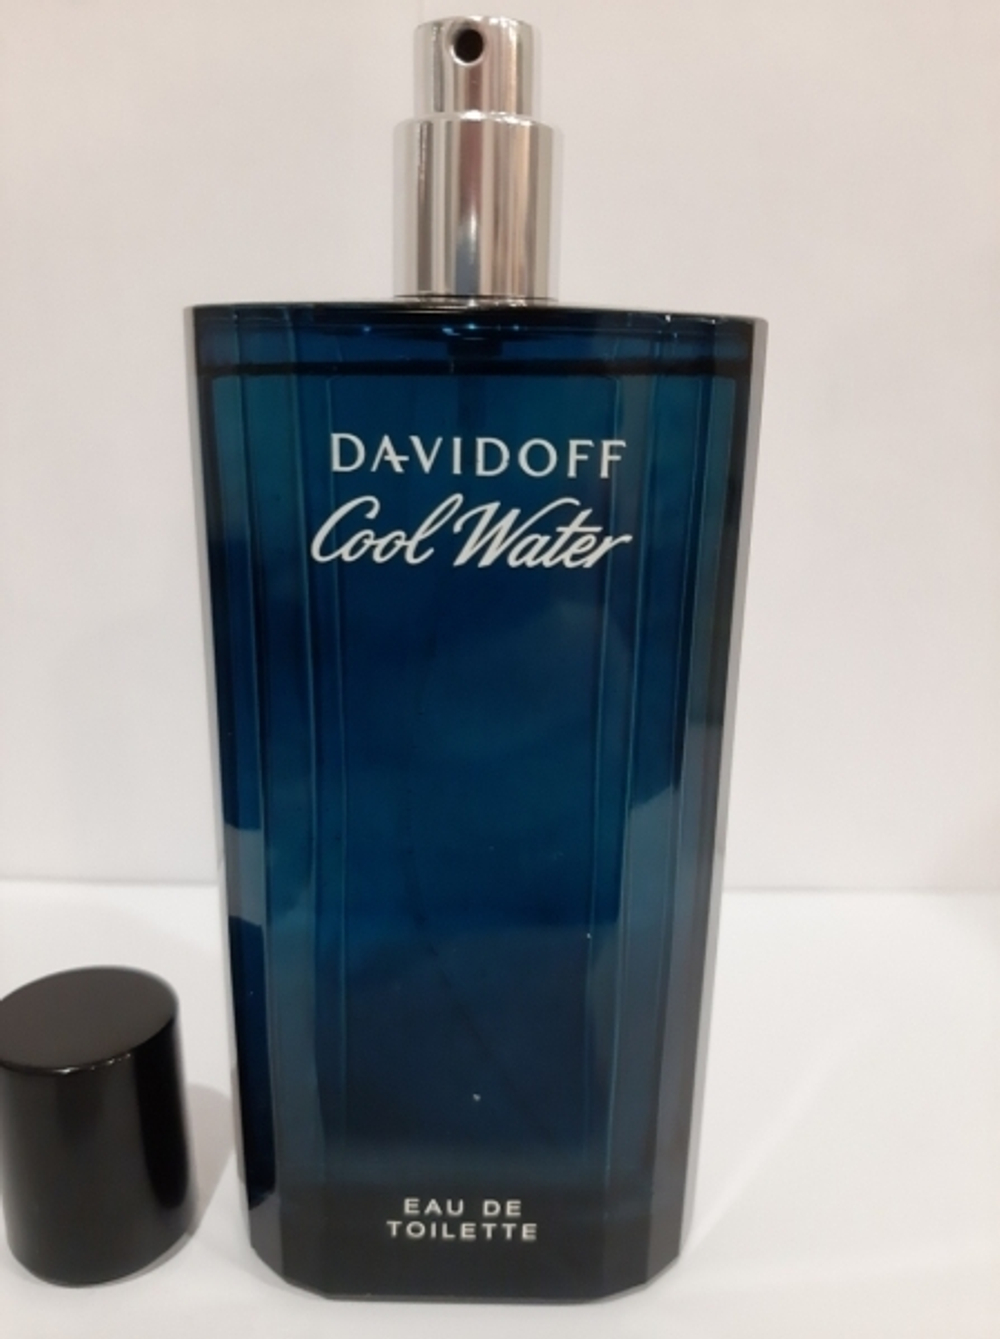 DAVIDOFF
Cool Water
EAU DE
TOILETTE